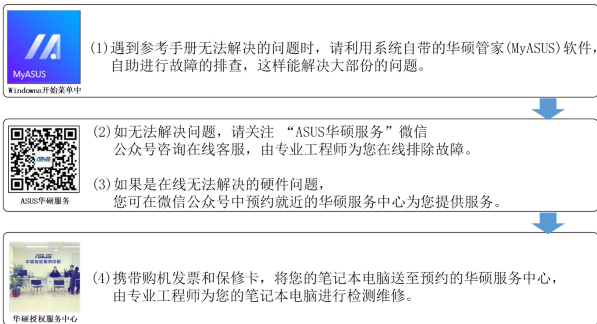 MyASUS
Windowns开始菜单中
(1)遇到参考手册无法解决的问题时，请利用系统自带的华硕管家(MyASUS)软件，
自助进行故障的排查，这样能解决大部份的问题。
ASUS
ASUS华硕服务
(2)如无法解决问题，请关注 “ASUS华硕服务”微信
公众号咨询在线客服，由专业工程师为您在线排除故障。
(3)如果是在线无法解决的硬件问题，
您可在微信公众号中预约就近的华硕服务中心为您提供服务。
ASUS
华硕授权服务中心
(4)携带购机发票和保修卡，将您的笔记本电脑送至预约的华硕服务中心，
由专业工程师为您的笔记本电脑进行检测维修。